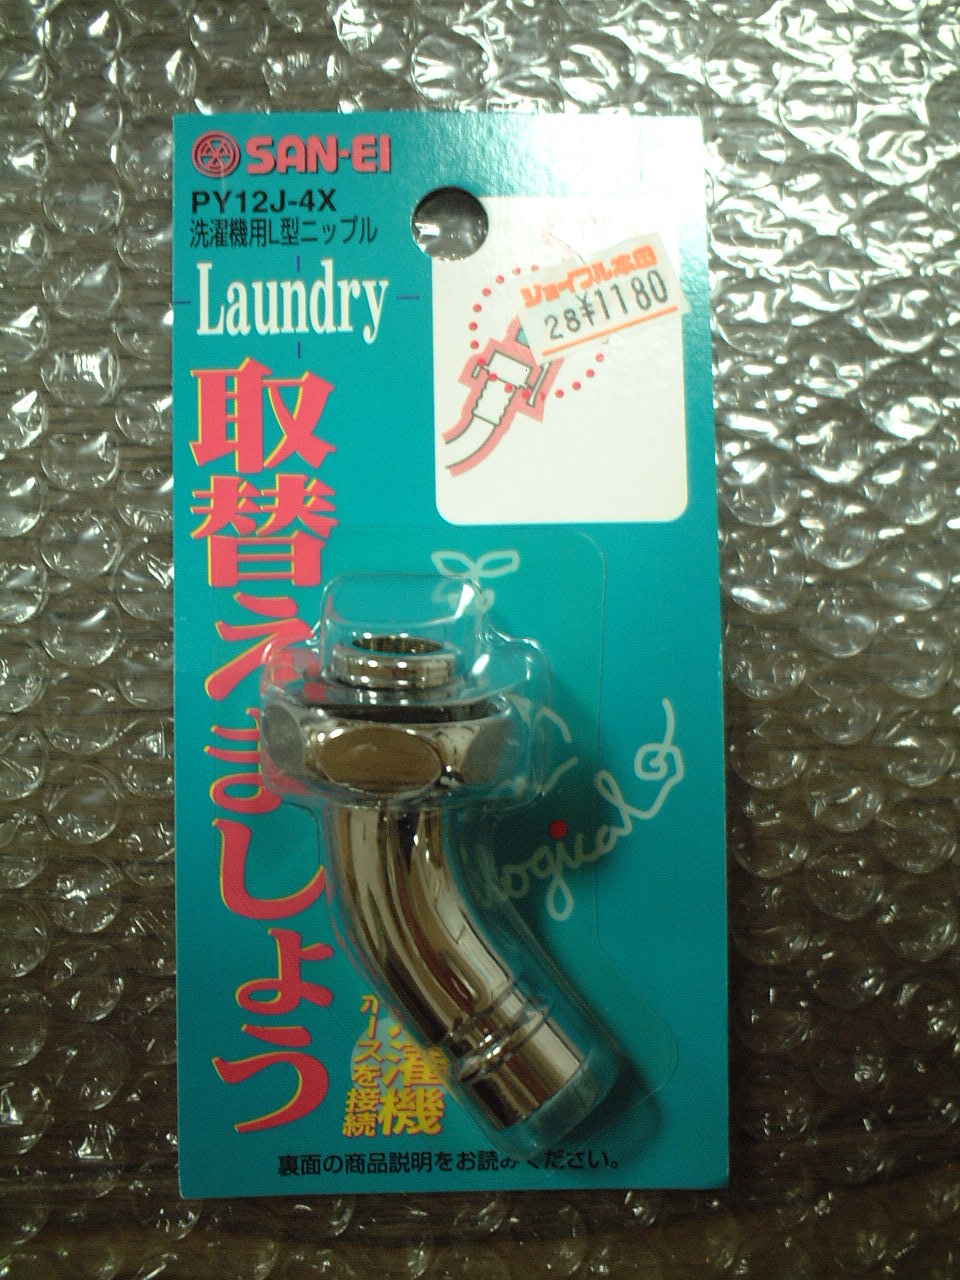 SAN-EI
PY12J-4X
洗濯機用L型ニップル
Laundry
ジョイフル本田
28¥1180
取替えましょう
logical
濯機
ホースを接続
裏面の商品説明をお読みください。